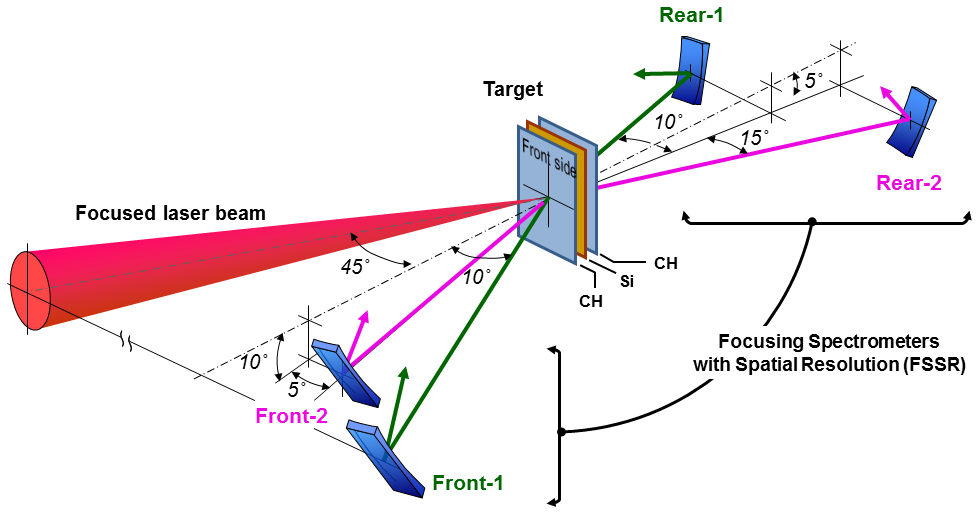 Rear-1
5°
Target
10°
15°
Front side
Rear-2
Focused laser beam
45°
10°
CH
Si
CH
Focusing Spectrometers
with Spatial Resolution (FSSR)
10°
5°
Front-2
Front-1